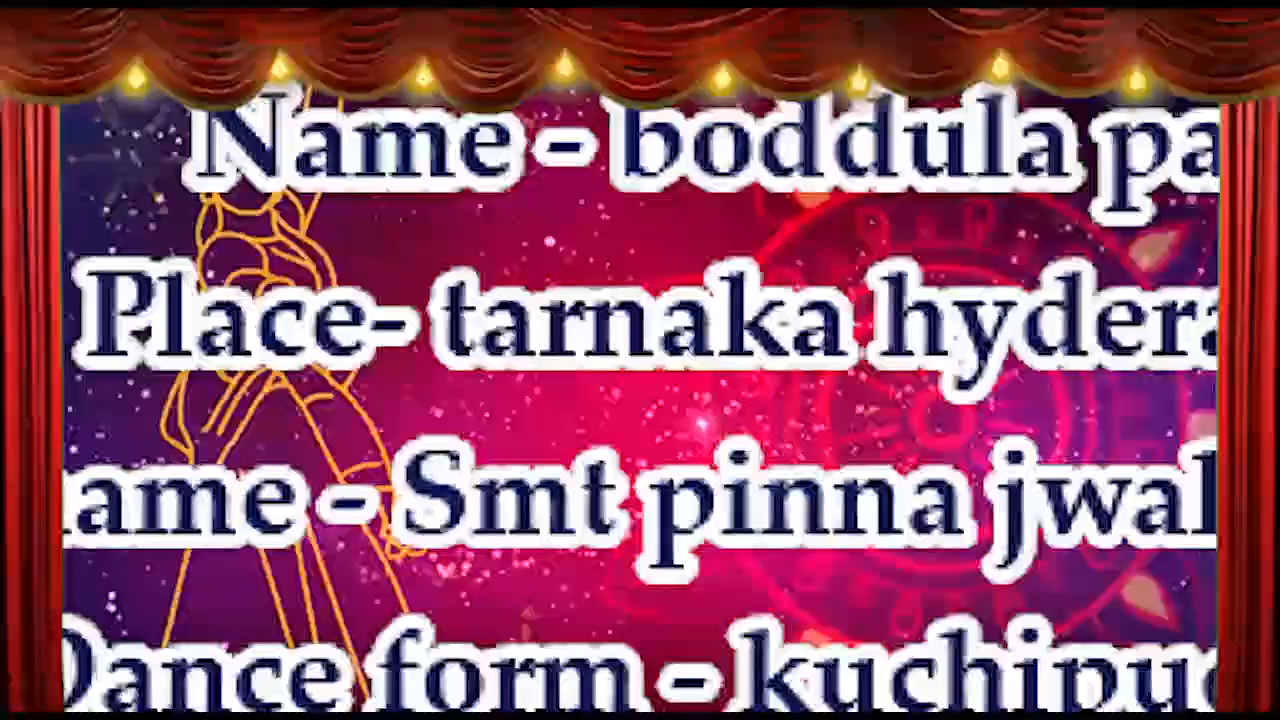 Name - boddula pa
Place- tarnaka hydera
ame - Smt pinna jwal
Dance form - kuchipu